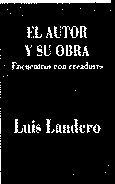 EL AUTOR
Y SU OBRA
Encuentros con creadores
Luis Landero